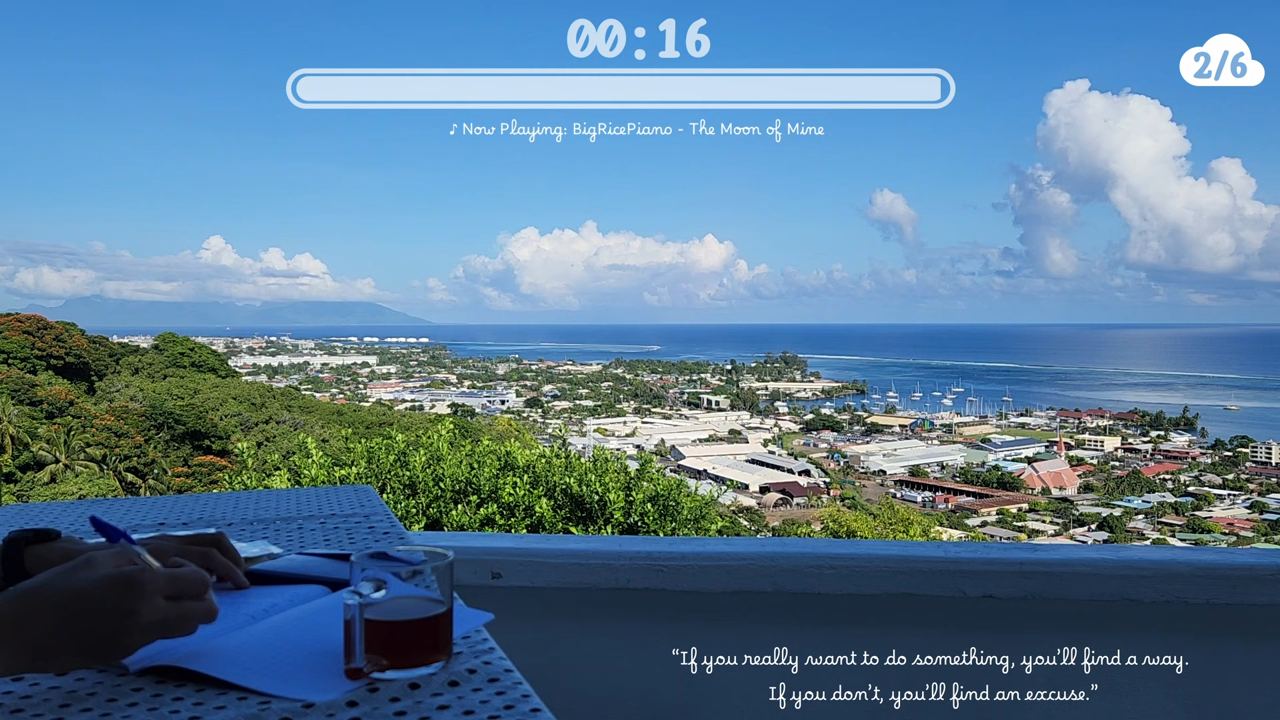 00:16
2/6
♪ Now Playing: BigRicePiano - The Moon of Mine
“If you really want to do something, you’ll find a way.
If you don’t, you’ll find an excuse.”